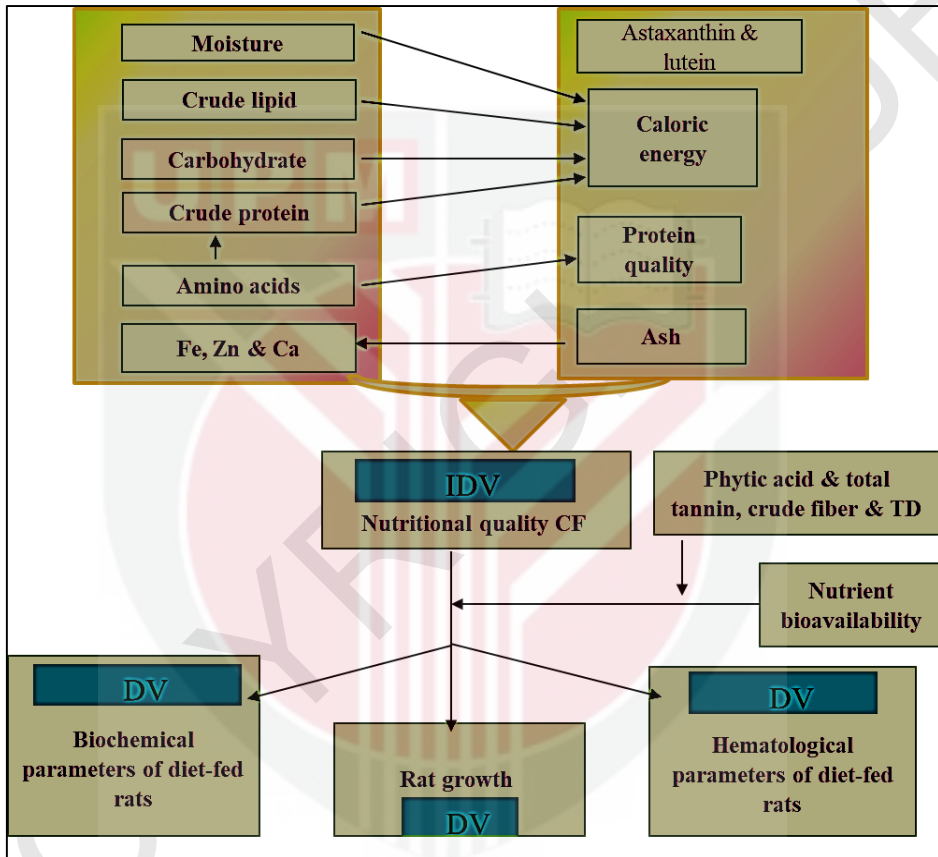 Moisture
Crude lipid
Carbohydrate
Crude protein
Amino acids
Fe, Zn & Ca
Astaxanthin &
lutein
Caloric
energy
Protein
quality
Ash
UPM
IDV
Nutritional quality CF
Phytic acid & total
tannin, crude fiber & TD
Nutrient
bioavailability
DV
Biochemical
parameters of diet-fed
rats
Rat growth
DV
DV
Hematological
parameters of diet-fed
rats